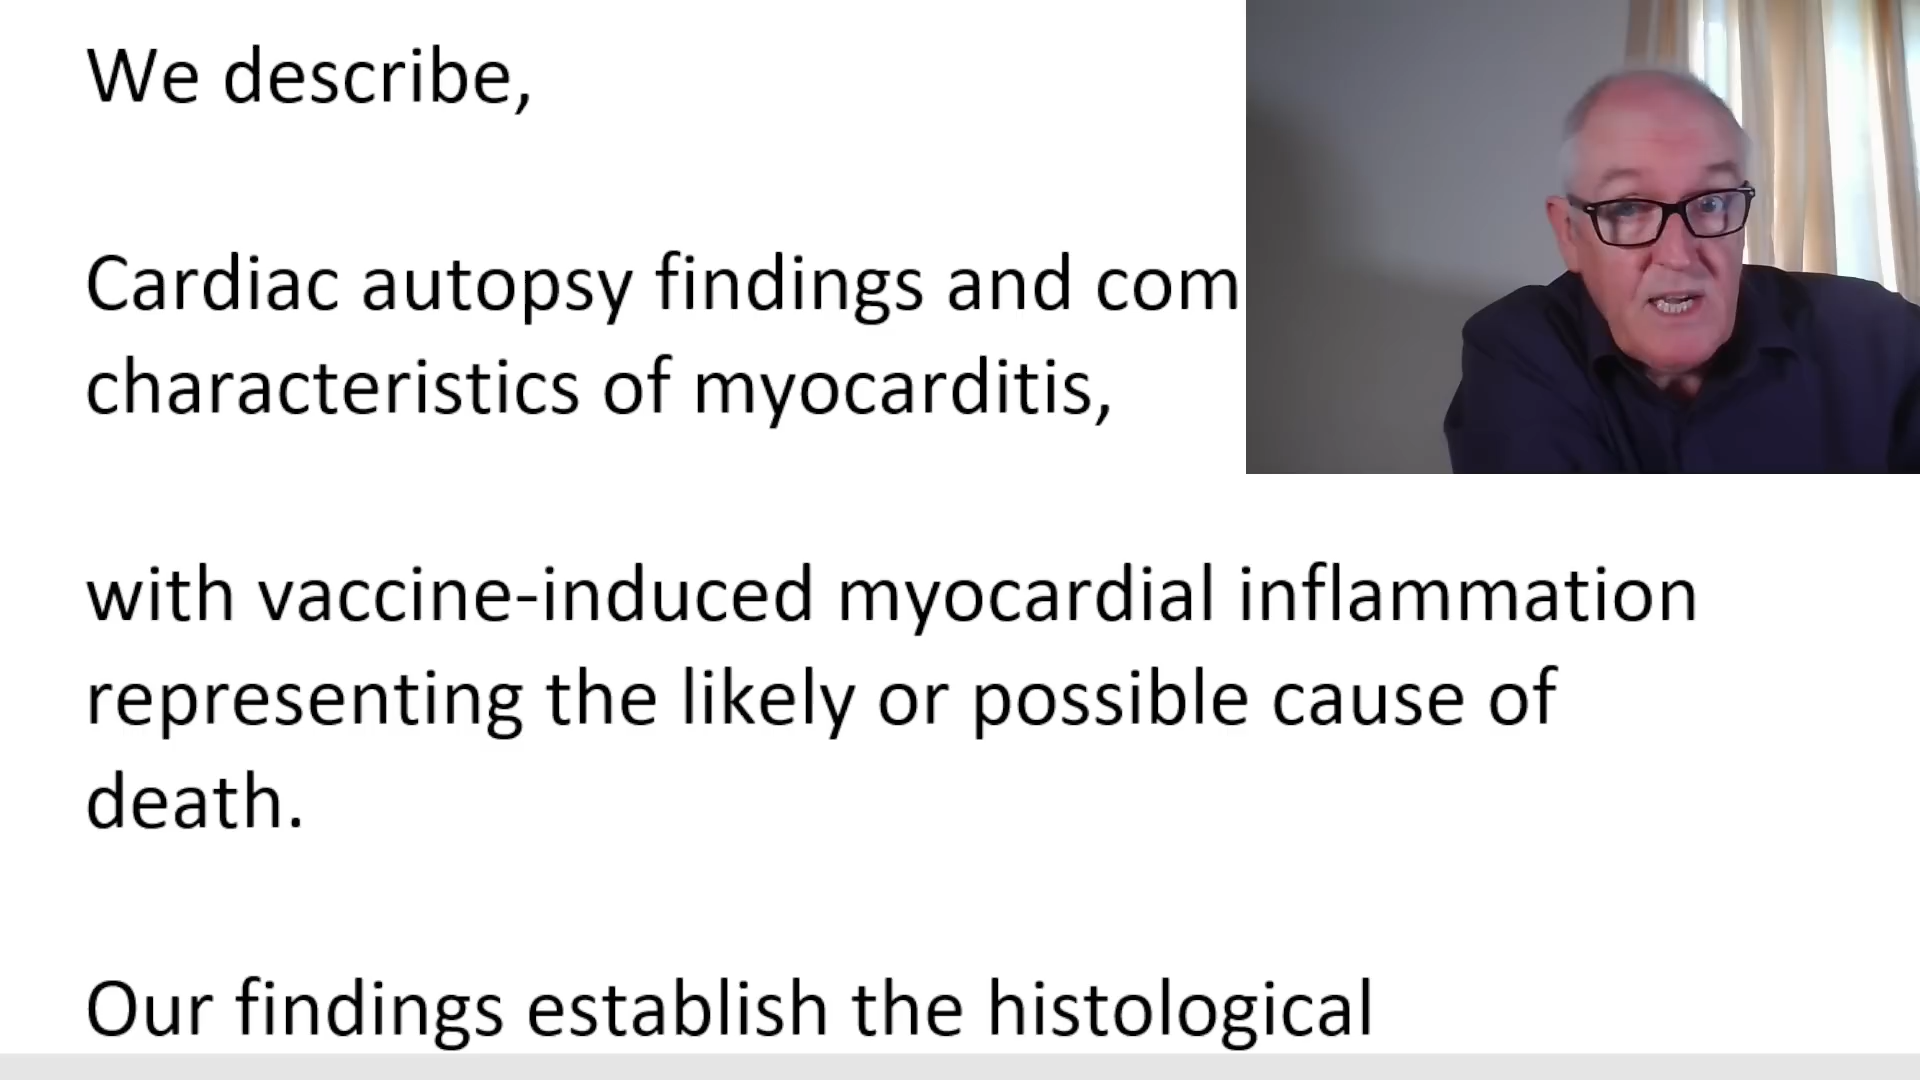 We describe,
Cardiac autopsy findings and com
characteristics of myocarditis,
with vaccine-induced myocardial inflammation
representing the likely or possible cause of
death.
Our findings establish the histological